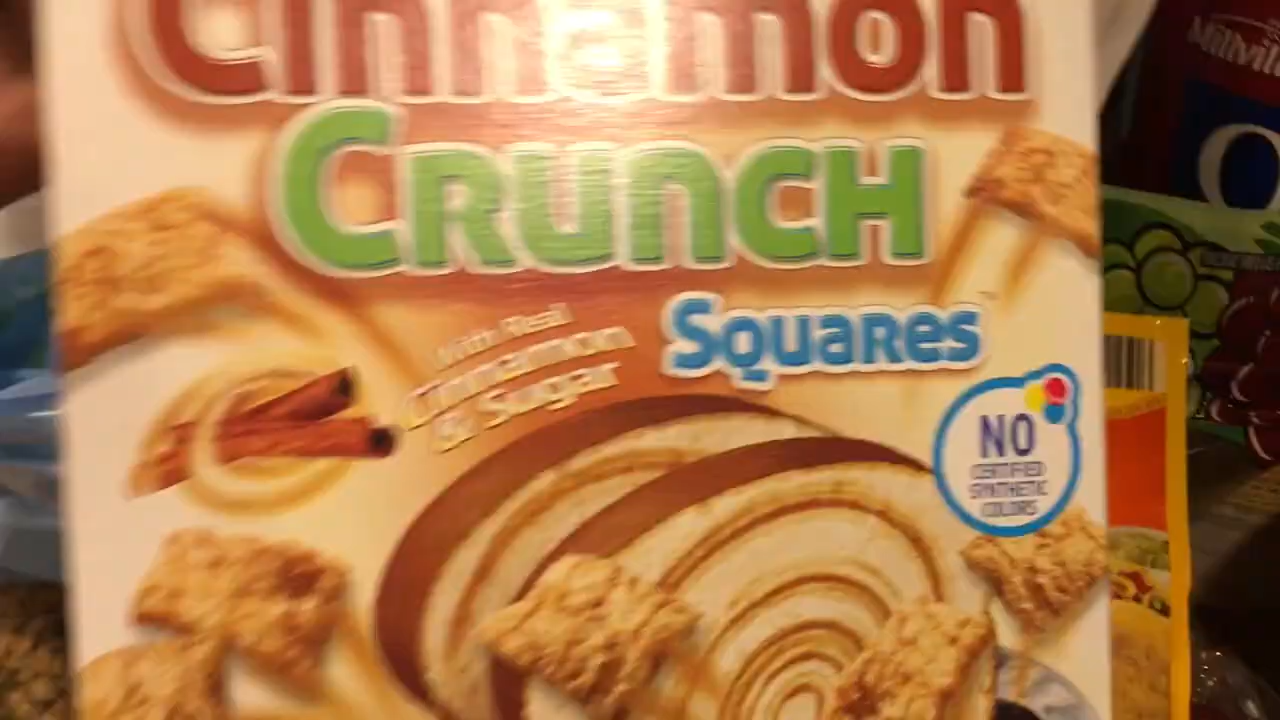 Cinnamon
CRUNCH
Squares
with Real
Cinnamon
& Sugar
NO
CERTIFIED
SYNTHETIC
COLORS